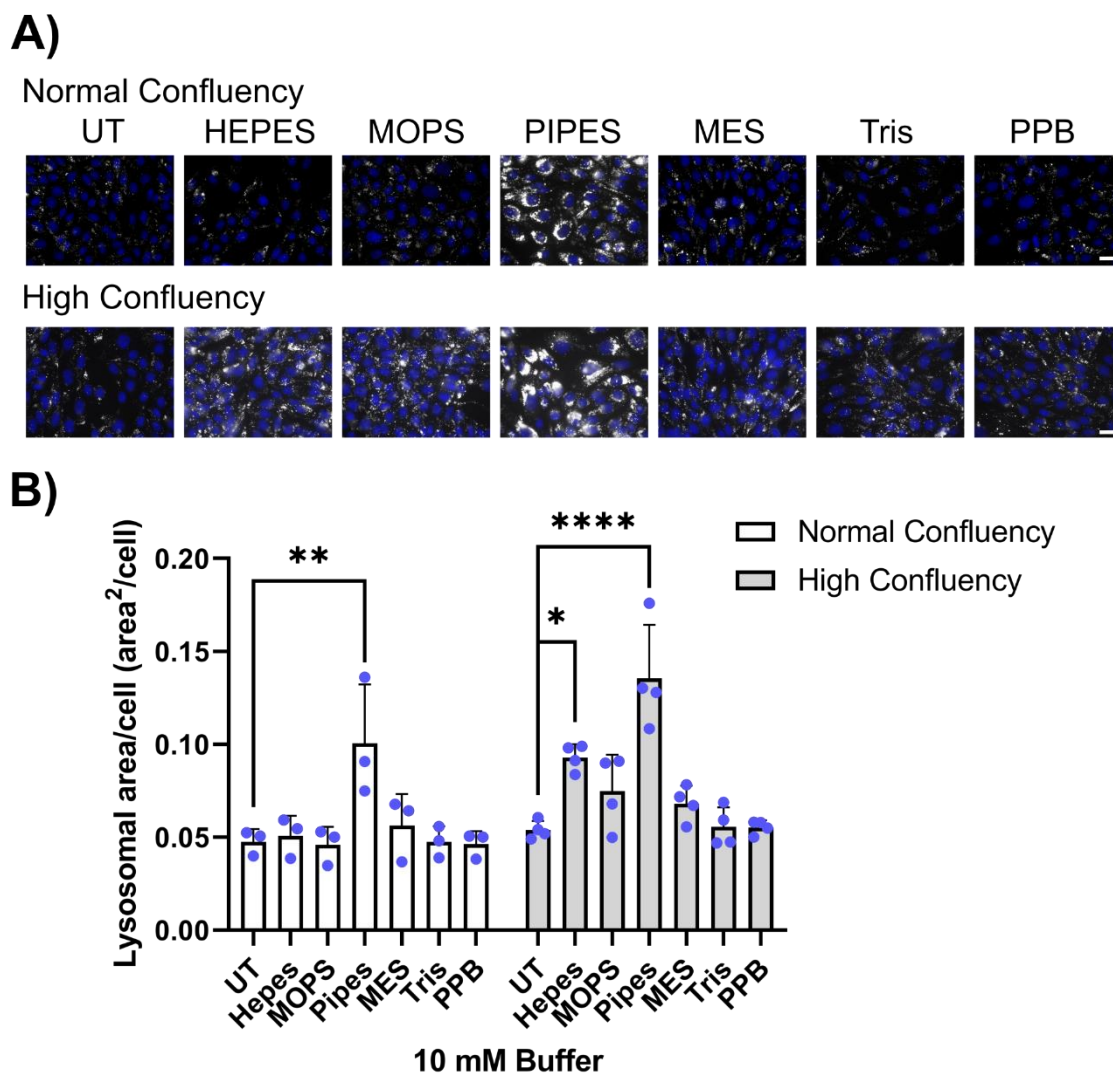 A)
Normal Confluency
UT HEPES MOPS PIPES MES Tris PPB
High Confluency
B)
Lysosomal area/cell (area²/cell)
0.20
0.15
0.10
0.05
0.00
**
****
*
Normal Confluency
High Confluency
UT Hepes MOPS Pipes MES Tris PPB UT Hepes MOPS Pipes MES Tris PPB
10 mM Buffer